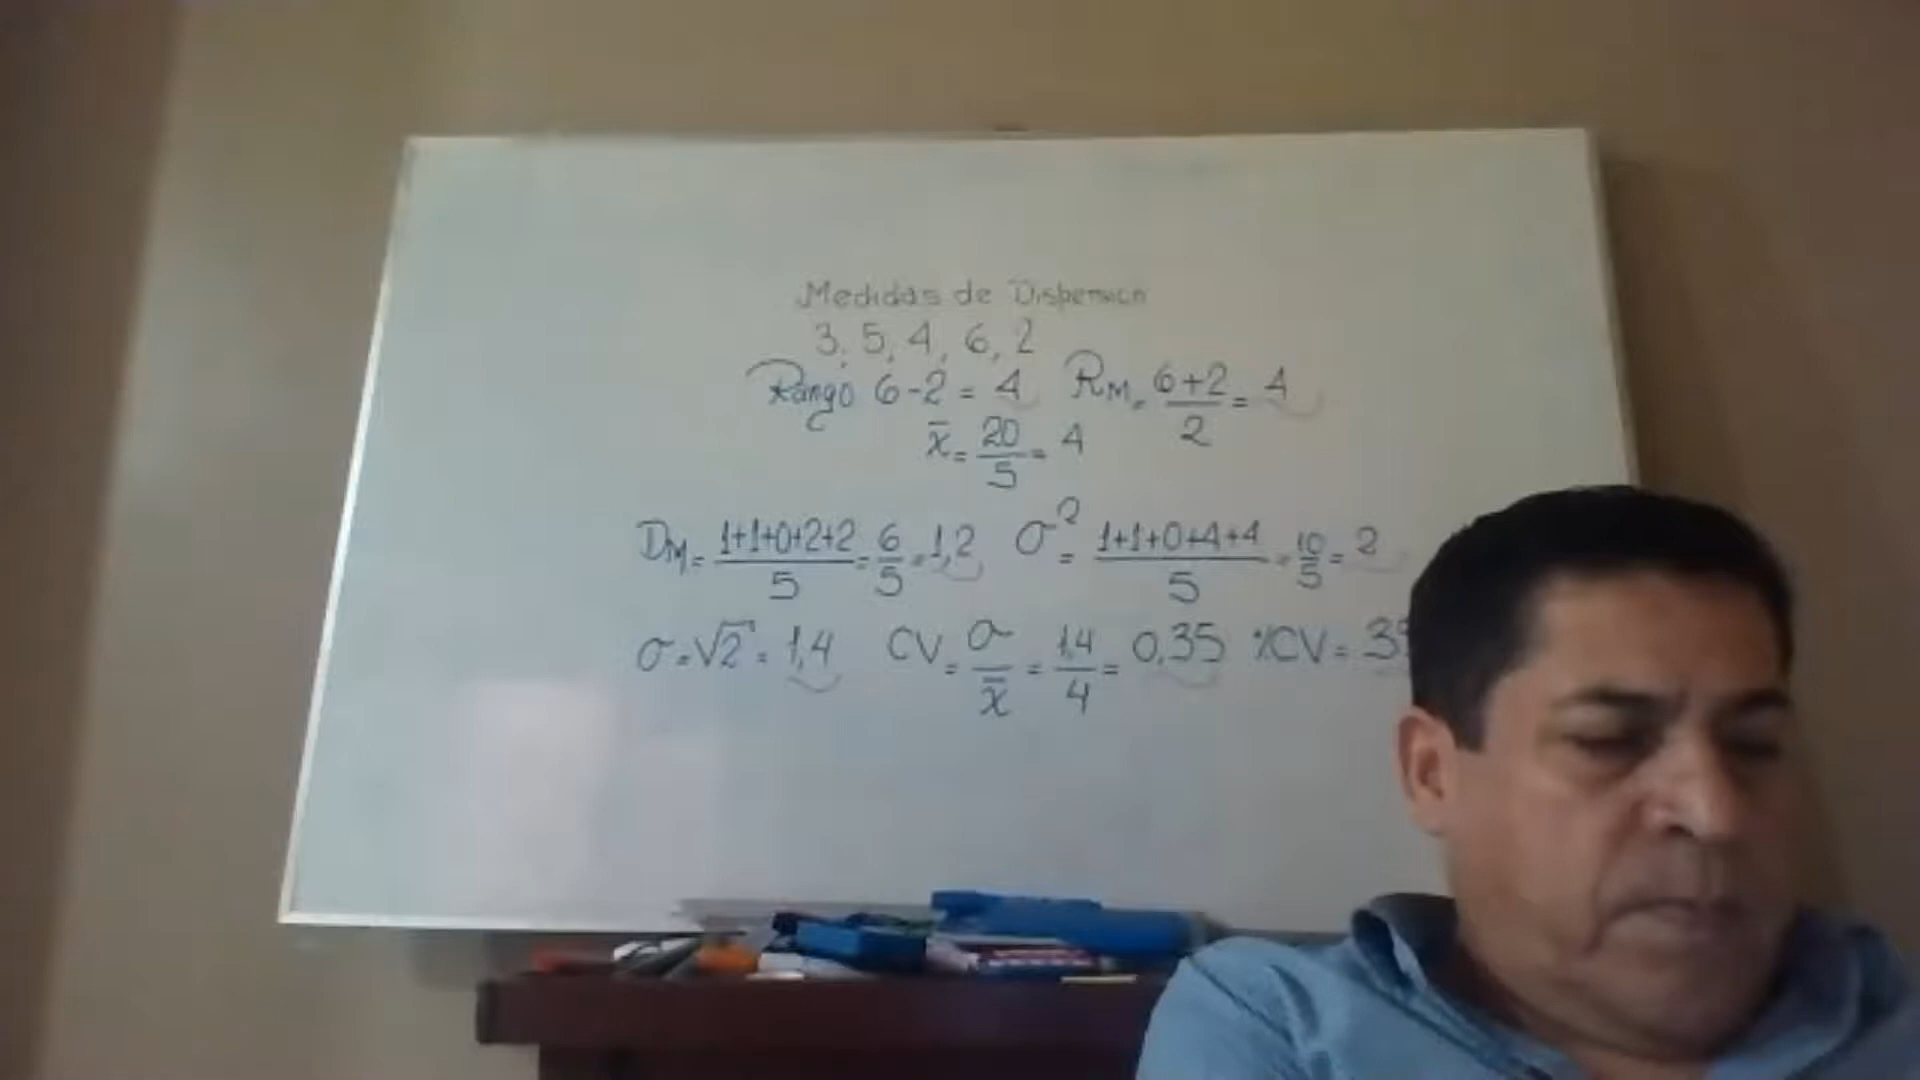 Medidas de Dispersion
3, 5, 4, 6, 2
Rango 6-2 = 4 RM = 6+2/2 = 4
x̄ = 20/5 = 4
DM = 1+1+0+2+2/5 = 6/5 = 1,2 σ² = 1+1+0+4+4/5 = 10/5 = 2
σ = √2 = 1,4 CV = σ/x̄ = 1,4/4 = 0,35 %CV = 3